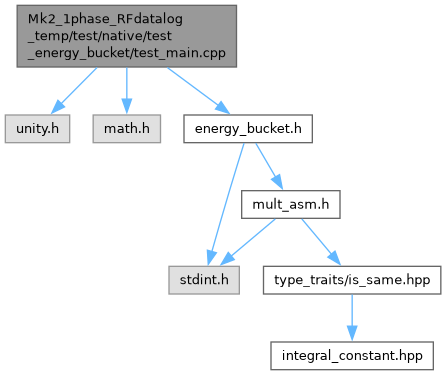 Mk2_1phase_RFdatalog
_temp/test/native/test
_energy_bucket/test_main.cpp
unity.h
math.h
energy_bucket.h
mult_asm.h
stdint.h
type_traits/is_same.hpp
integral_constant.hpp